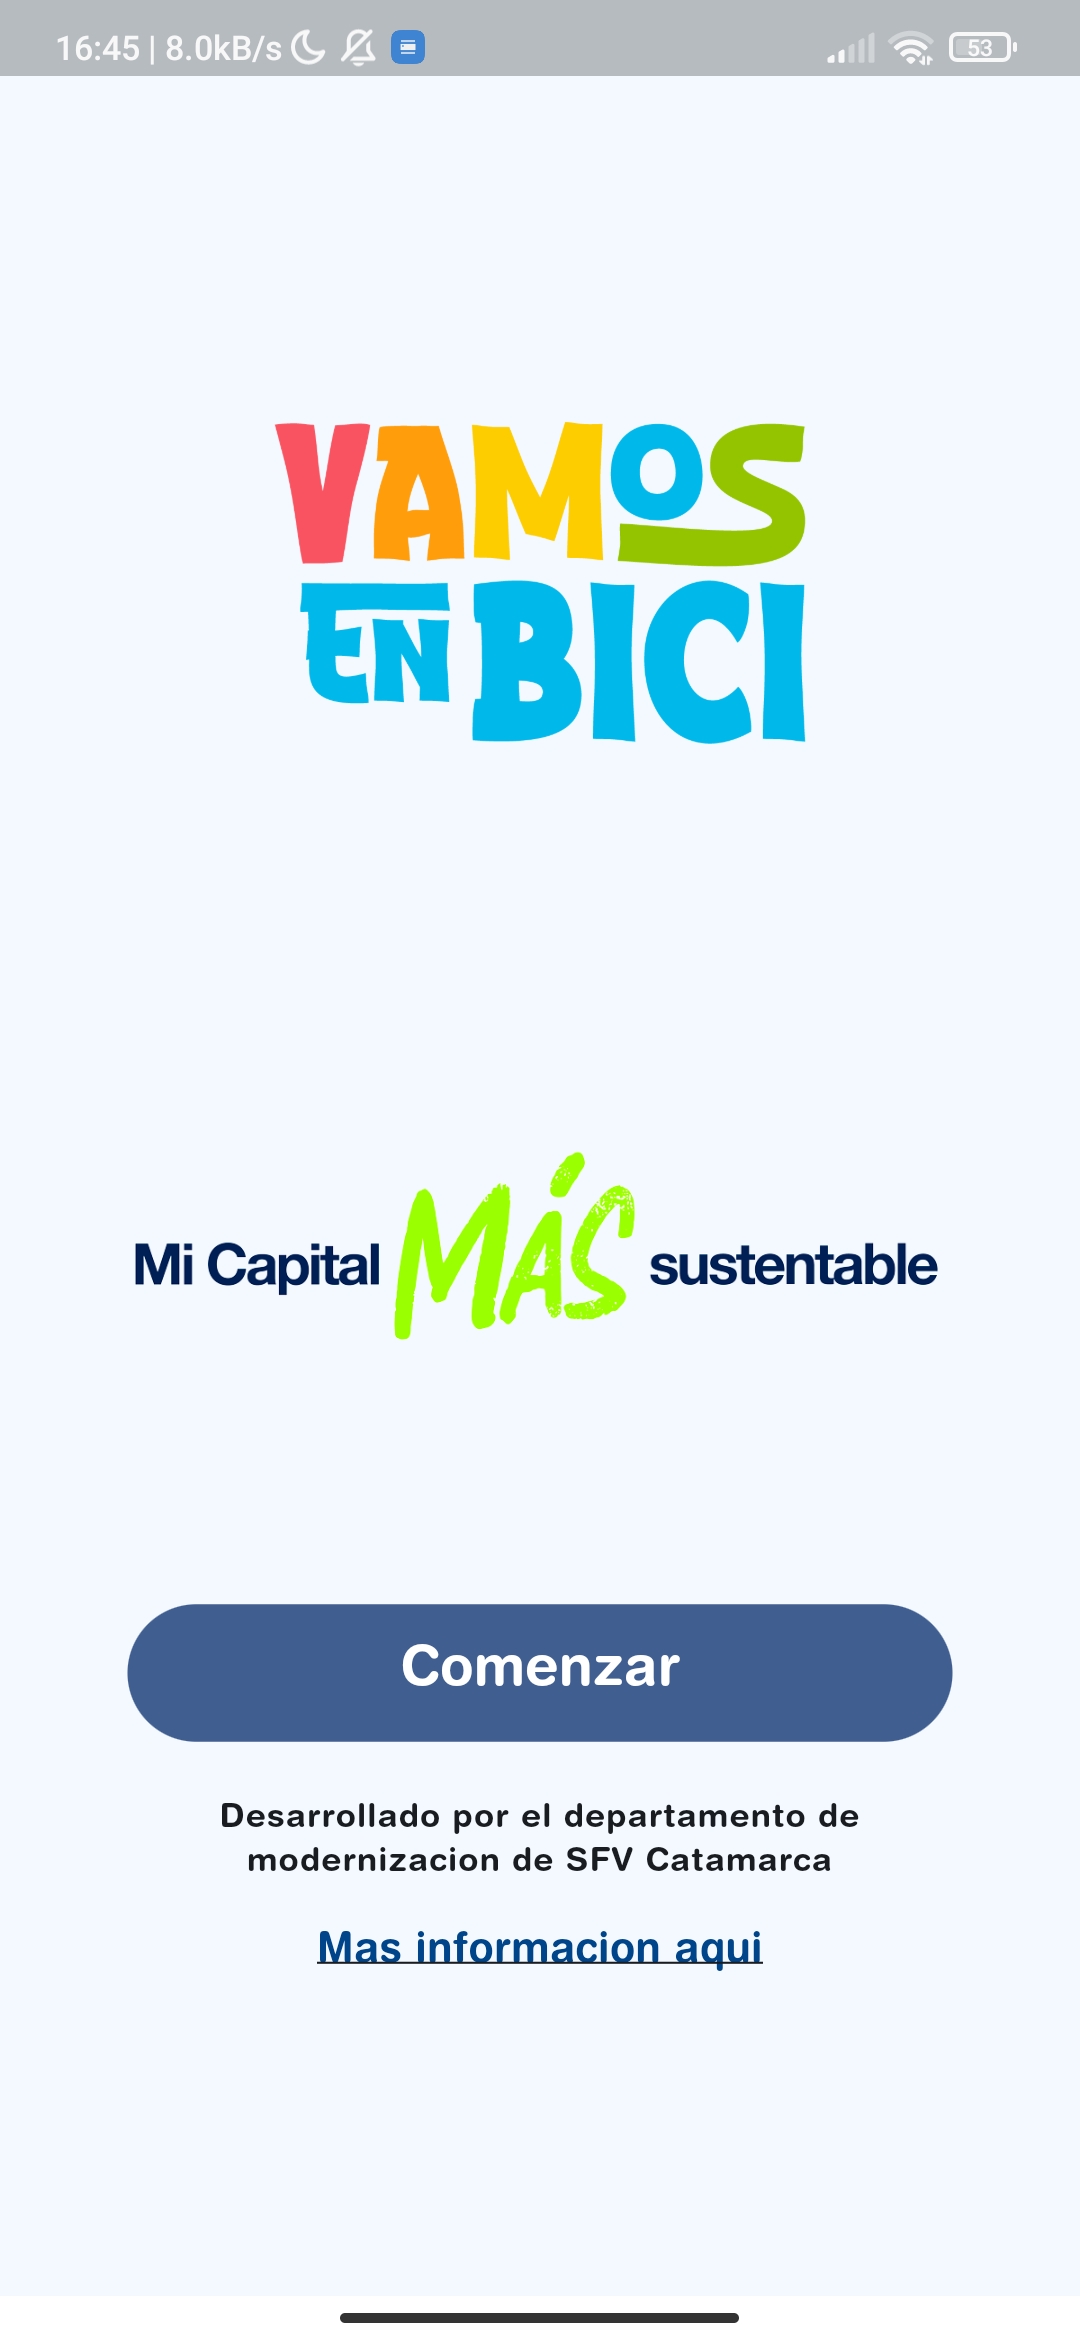 16:45 | 8.0kB/s
53
VAMOS
EN BICI
Mi Capital MÁS sustentable
Comenzar
Desarrollado por el departamento de
modernizacion de SFV Catamarca
Mas informacion aqui